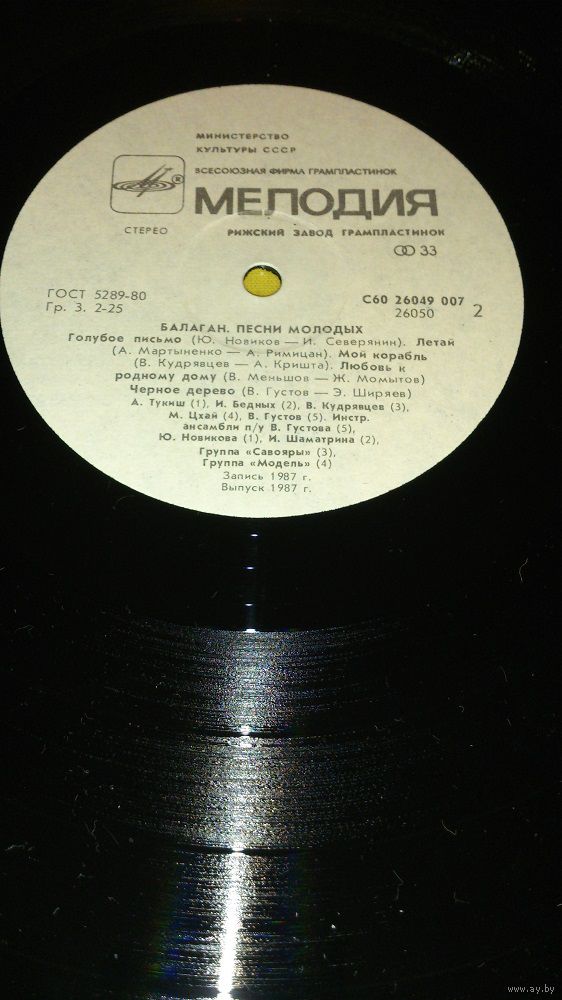 МИНИСТЕРСТВО
КУЛЬТУРЫ СССР
ВСЕСОЮЗНАЯ ФИРМА ГРАМПЛАСТИНОК
®
МЕЛОДИЯ
СТЕРЕО
РИЖСКИЙ ЗАВОД ГРАМПЛАСТИНОК
33
ГОСТ 5289-80
Гр. 3. 2-25
С60 26049 007
26050
2
БАЛАГАН. ПЕСНИ МОЛОДЫХ
Голубое письмо (Ю. Новиков — И. Северянин). Летай
(А. Мартыненко — А. Римицан). Мой корабль
(В. Кудрявцев — А. Кришта). Любовь к
родному дому (В. Меньшов — Ж. Момытов)
Черное дерево (В. Густов — Э. Ширяев)
А. Тукиш (1), И. Бедных (2), В. Кудрявцев (3),
М. Цхай (4), В. Густов (5). Инстр.
ансамбли п/у В. Густова (5),
Ю. Новикова (1), И. Шаматрина (2),
Группа «Савояры» (3),
Группа «Модель» (4)
Запись 1987 г.
Выпуск 1987 г.
www.ay.by